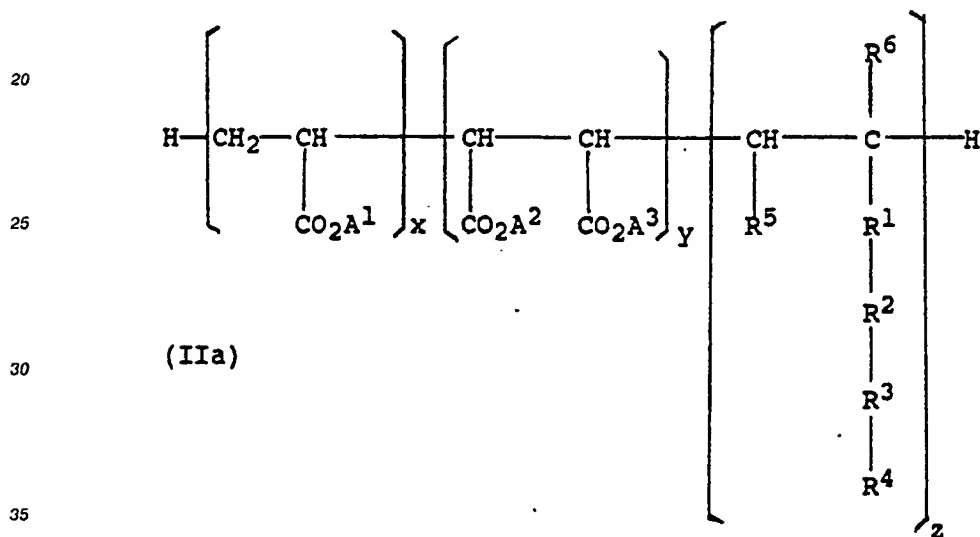 20
R⁶
H CH₂ CH CH CH CH C H
25
CO₂A¹ x CO₂A² CO₂A³ y R⁵ R¹
R²
30
(IIa)
R³
R⁴
35
z